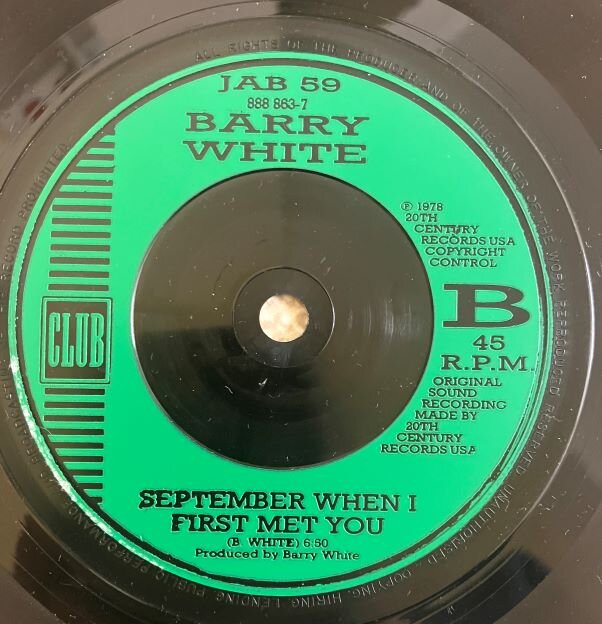 JAB 59
888 863-7
BARRY
WHITE
℗ 1978
20TH
CENTURY
RECORDS USA
COPYRIGHT
CONTROL
CLUB
B
45
R.P.M.
ORIGINAL
SOUND
RECORDING
MADE BY
20TH
CENTURY
RECORDS USA
SEPTEMBER WHEN I
FIRST MET YOU
(B. WHITE) 6:50
Produced by Barry White
ALL RIGHTS OF THE PRODUCER AND OF THE OWNER OF THE WORK REPRODUCED RESERVED UNAUTHORISED COPYING, HIRING, LENDING PUBLIC PERFORMANCE
RECORD PROHIBITED